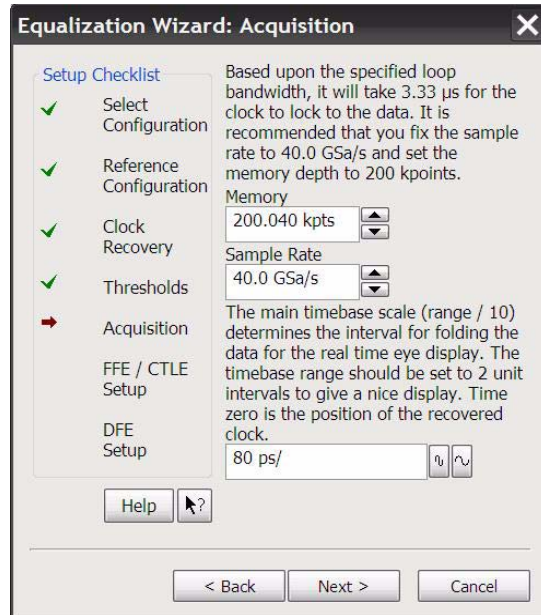 Equalization Wizard: Acquisition
Setup Checklist
Select
Configuration
Reference
Configuration
Clock
Recovery
Thresholds
Acquisition
FFE / CTLE
Setup
DFE
Setup
Based upon the specified loop
bandwidth, it will take 3.33 µs for the
clock to lock to the data. It is
recommended that you fix the sample
rate to 40.0 GSa/s and set the
memory depth to 200 kpoints.
Memory
200.040 kpts
Sample Rate
40.0 GSa/s
The main timebase scale (range / 10)
determines the interval for folding the
data for the real time eye display. The
timebase range should be set to 2 unit
intervals to give a nice display. Time
zero is the position of the recovered
clock.
80 ps/
Help
?
< Back
Next >
Cancel